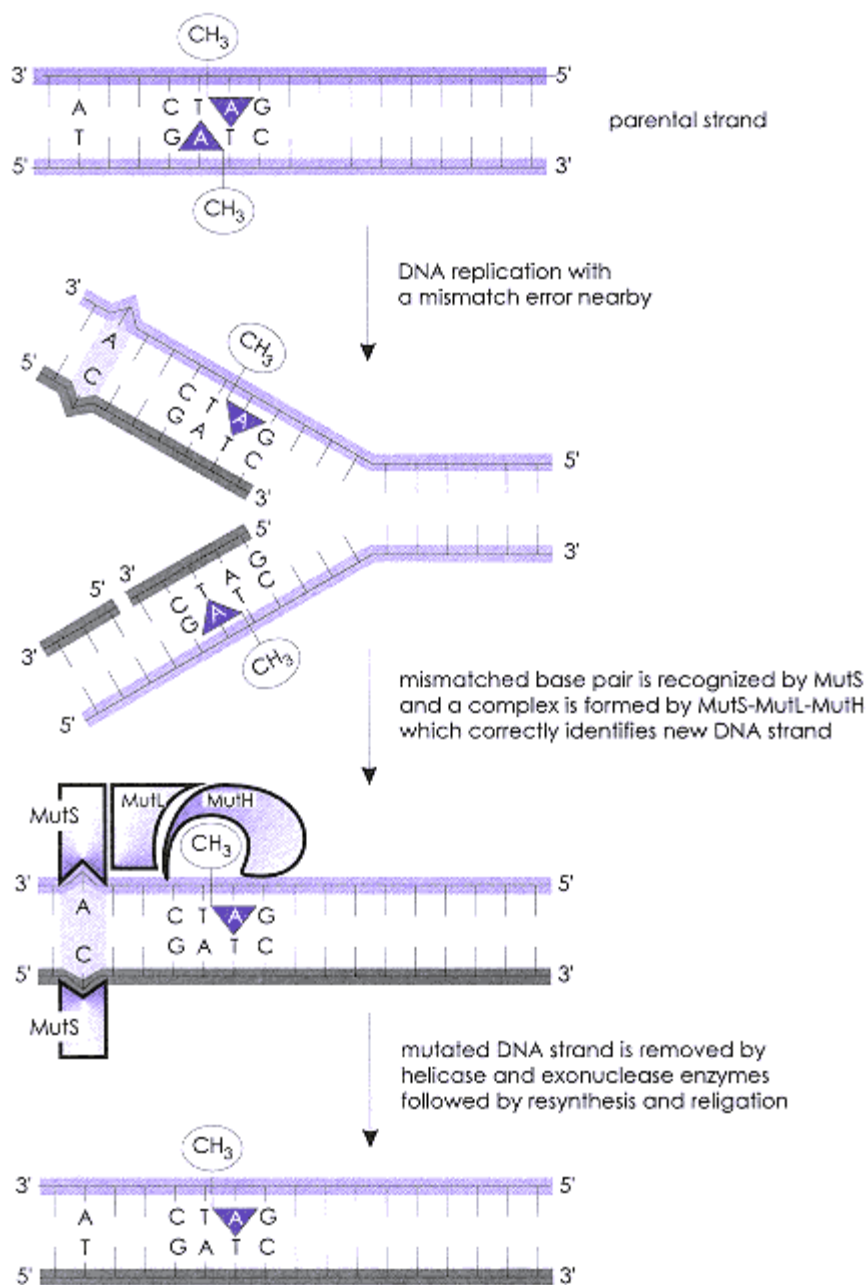 CH3
3' 5'
A C T A G
T G A T C
parental strand
5' 3'
CH3
DNA replication with
a mismatch error nearby
3'
CH3
A
5'
C
C T A G
G A T C
5'
3'
5'
3'
5' 3'
C T A G
G A T C
3'
CH3
5'
mismatched base pair is recognized by MutS
and a complex is formed by MutS-MutL-MutH
which correctly identifies new DNA strand
MutS MutL MutH
CH3
3' 5'
A C T A G
C G A T C
5' 3'
MutS
mutated DNA strand is removed by
helicase and exonuclease enzymes
followed by resynthesis and religation
CH3
3' 5'
A C T A G
T G A T C
5' 3'